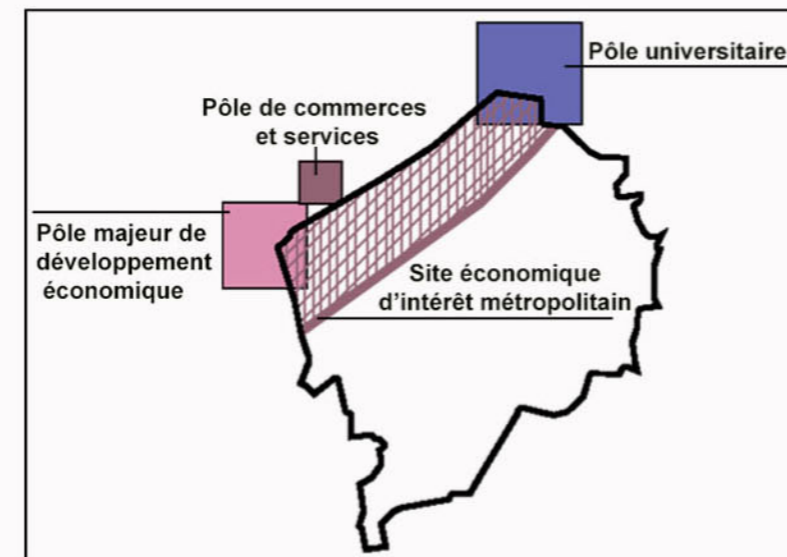 Pôle universitaire
Pôle de commerces
et services
Pôle majeur de
développement
économique
Site économique
d'intérêt métropolitain